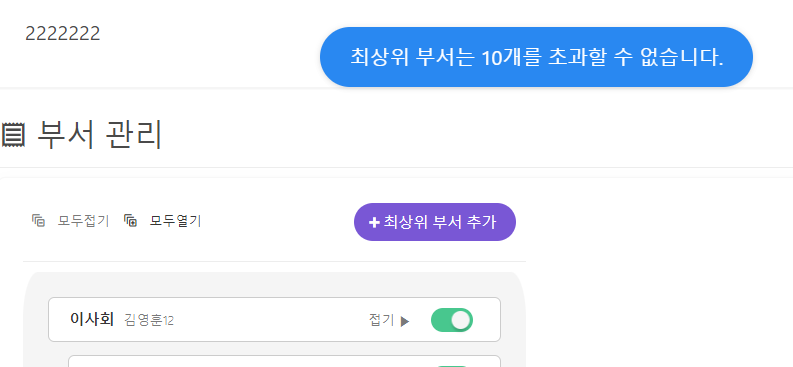 2222222
최상위 부서는 10개를 초과할 수 없습니다.
부서 관리
모두접기 모두열기 최상위 부서 추가
이사회 김영훈12 접기